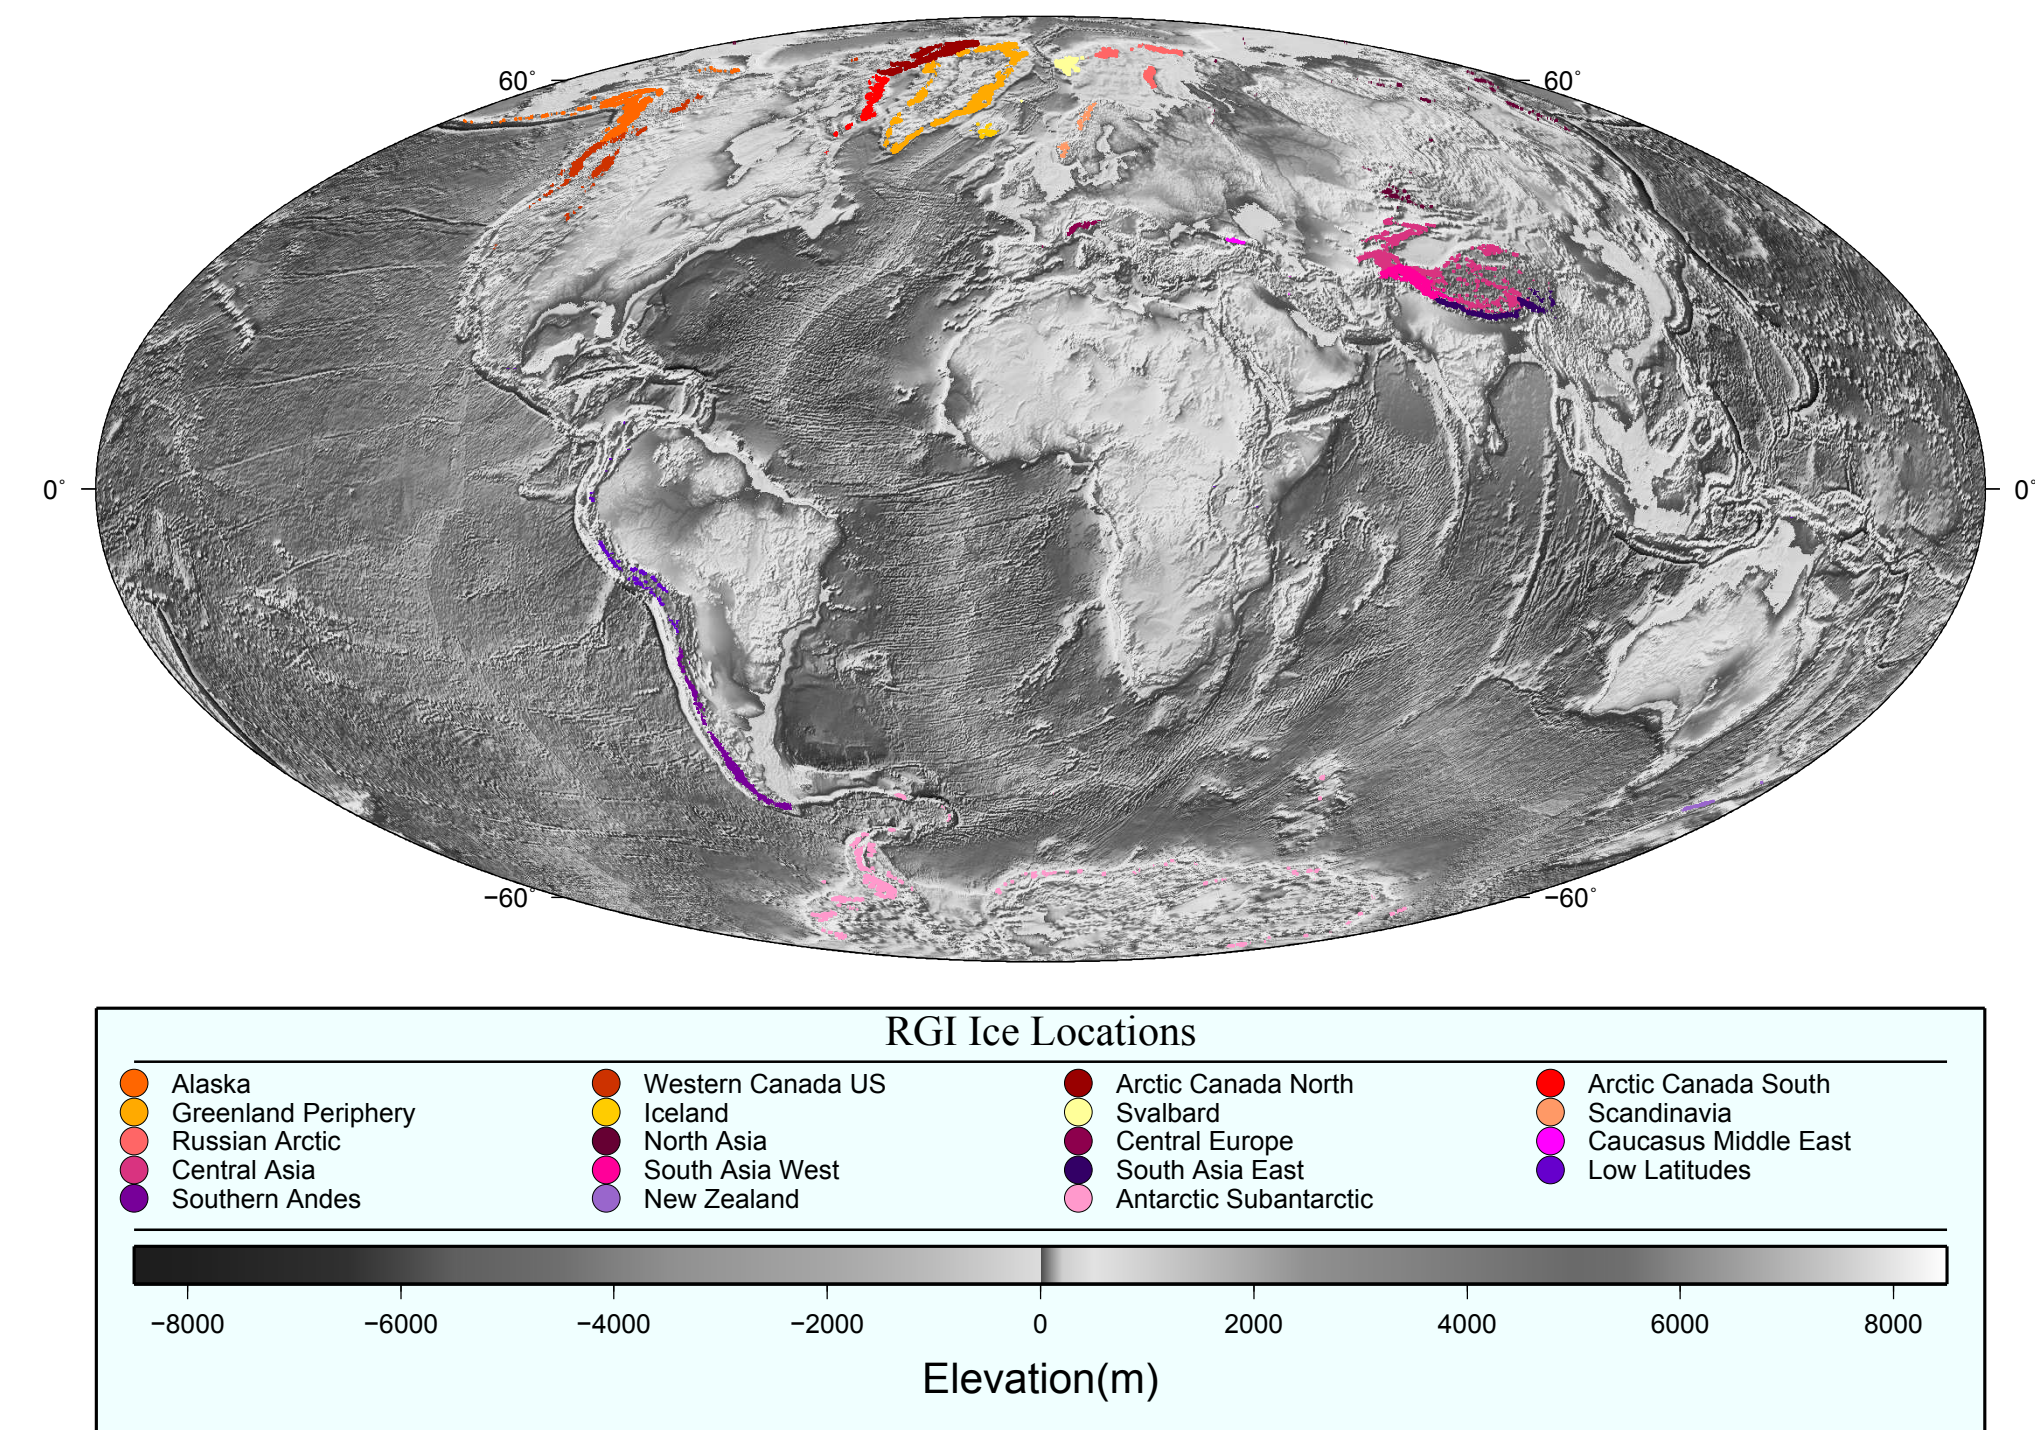 60° 60°
0° 0°
−60° −60°
RGI Ice Locations
Alaska Western Canada US Arctic Canada North Arctic Canada South
Greenland Periphery Iceland Svalbard Scandinavia
Russian Arctic North Asia Central Europe Caucasus Middle East
Central Asia South Asia West South Asia East Low Latitudes
Southern Andes New Zealand Antarctic Subantarctic
−8000 −6000 −4000 −2000 0 2000 4000 6000 8000
Elevation(m)